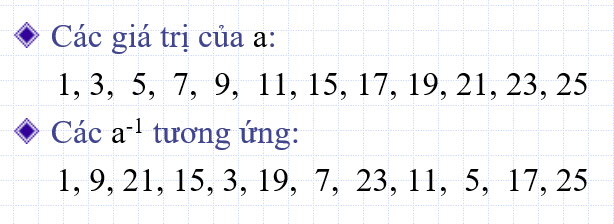 Các giá trị của a:
1, 3, 5, 7, 9, 11, 15, 17, 19, 21, 23, 25
Các a⁻¹ tương ứng:
1, 9, 21, 15, 3, 19, 7, 23, 11, 5, 17, 25